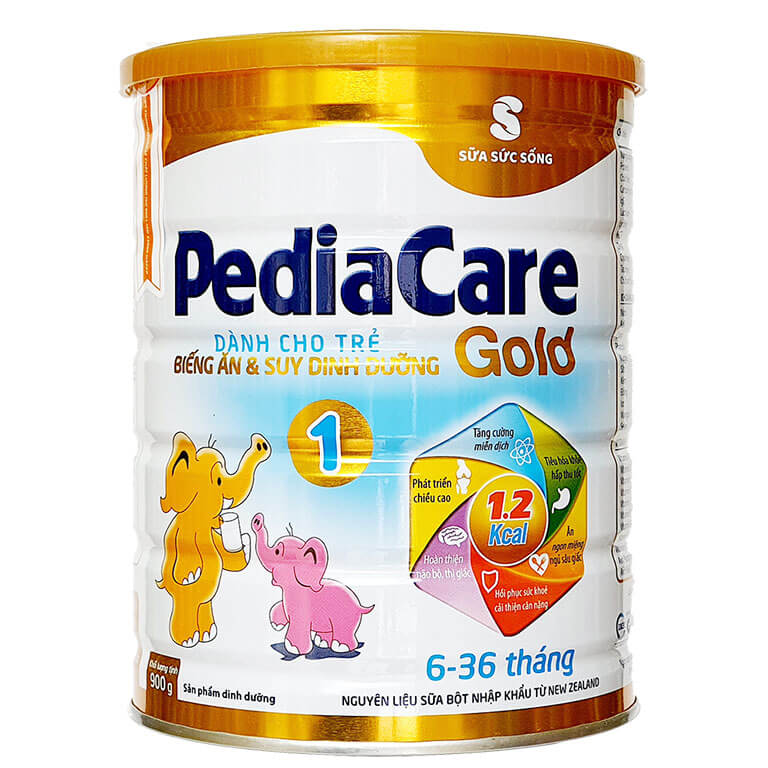 S
SỮA SỨC SỐNG
PediaCare
Gold
DÀNH CHO TRẺ
BIẾNG ĂN & SUY DINH DƯỠNG
1
Tăng cường
miễn dịch
Tiêu hóa khỏe
hấp thu tốt
Phát triển
chiều cao
1.2
Kcal
Ăn
ngon miệng
ngủ sâu giấc
Hoàn thiện
não bộ, thị giác
Hồi phục sức khoẻ
cải thiện cân nặng
6-36 tháng
Khối lượng tịnh
900g
Sản phẩm dinh dưỡng
NGUYÊN LIỆU SỮA BỘT NHẬP KHẨU TỪ NEW ZEALAND